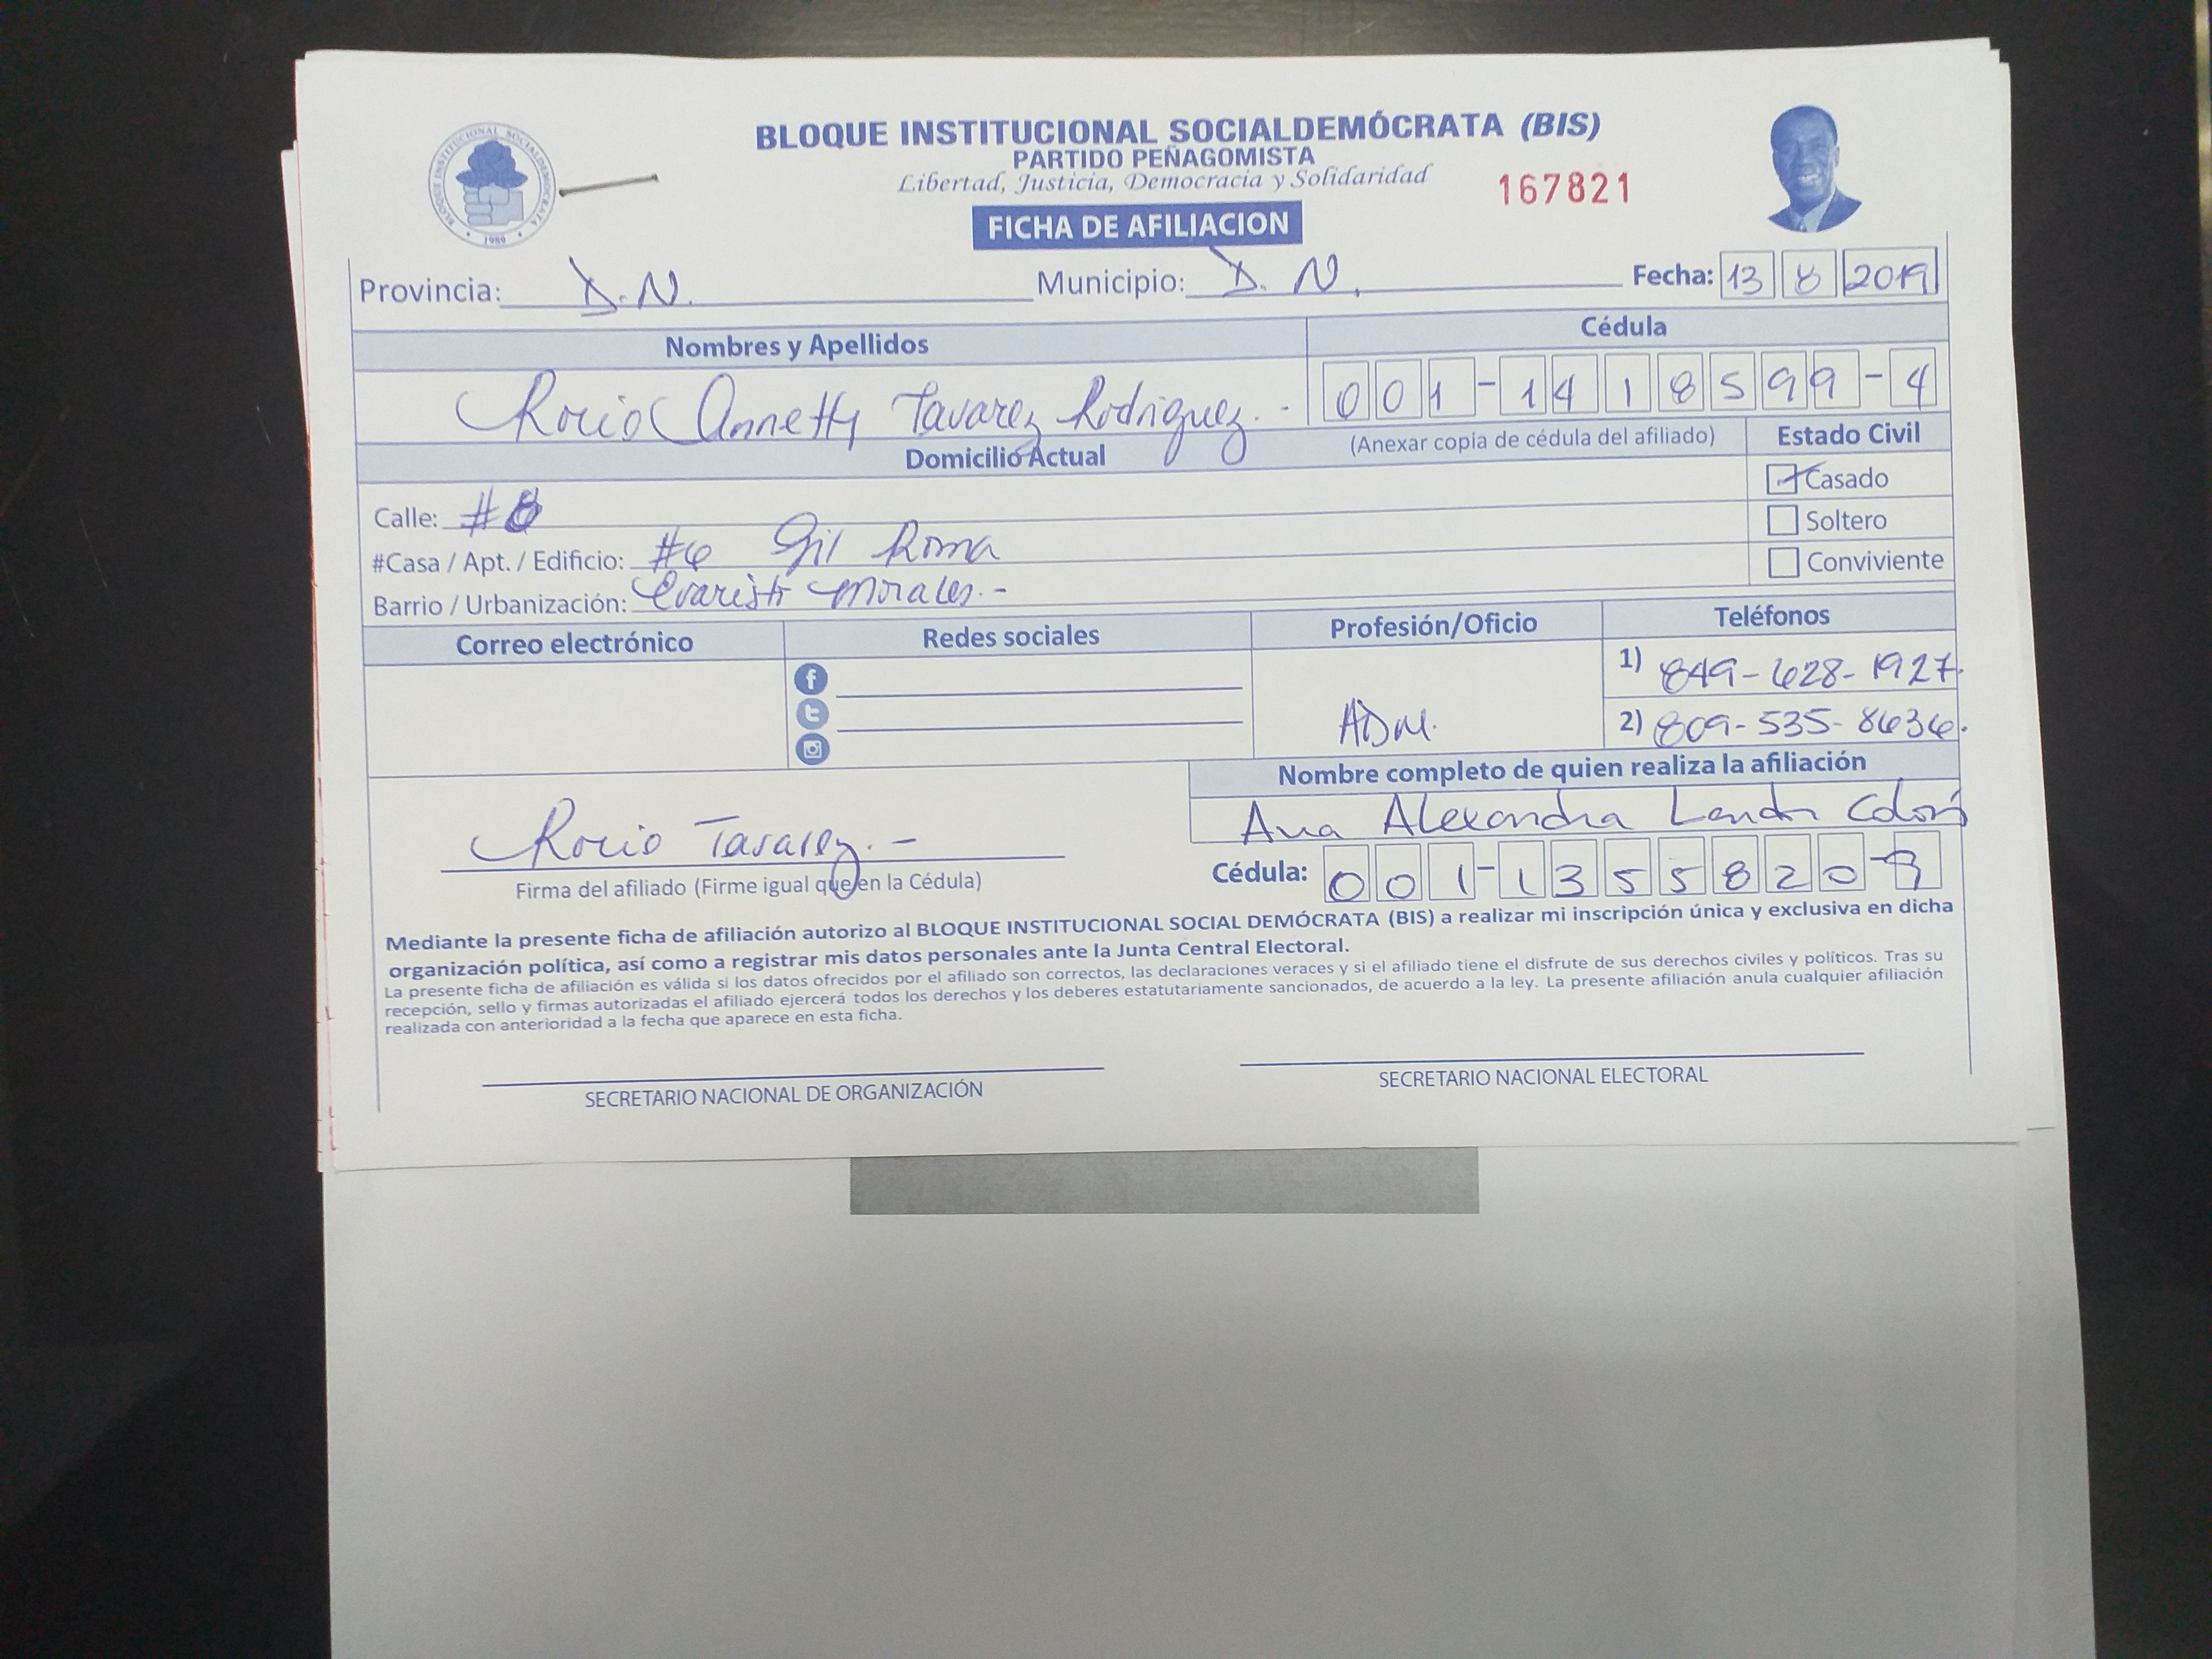 BLOQUE INSTITUCIONAL SOCIALDEMÓCRATA (BIS)
PARTIDO PEÑAGOMISTA
Libertad, Justicia, Democracia y Solidaridad
167821
BLOQUE INSTITUCIONAL SOCIALDEMOCRATA
1989
FICHA DE AFILIACION
Provincia: D.N. Municipio: D. N. Fecha: 13 8 2019
Nombres y Apellidos Cédula
Rocio Annetty Tavarez Rodriguez.- 001-1418599-4
Domicilio Actual (Anexar copia de cédula del afiliado) Estado Civil
Casado
Calle: #
Soltero
#Casa / Apt. / Edificio: #6 Gil Roma
Conviviente
Barrio / Urbanización: Evaristo Morales.-
Correo electrónico Redes sociales Profesión/Oficio Teléfonos
1) 849-628-1927.
ADM. 2) 809-535-8636.
Nombre completo de quien realiza la afiliación
Ana Alexandra Colón
Rocio Tavarez.-
Cédula: 001-1355820-9
Firma del afiliado (Firme igual que en la Cédula)
Mediante la presente ficha de afiliación autorizo al BLOQUE INSTITUCIONAL SOCIAL DEMÓCRATA (BIS) a realizar mi inscripción única y exclusiva en dicha
organización política, así como a registrar mis datos personales ante la Junta Central Electoral.
La presente ficha de afiliación es válida si los datos ofrecidos por el afiliado son correctos, las declaraciones veraces y si el afiliado tiene el disfrute de sus derechos civiles y políticos. Tras su
recepción, sello y firmas autorizadas el afiliado ejercerá todos los derechos y los deberes estatutariamente sancionados, de acuerdo a la ley. La presente afiliación anula cualquier afiliación
realizada con anterioridad a la fecha que aparece en esta ficha.
SECRETARIO NACIONAL DE ORGANIZACIÓN SECRETARIO NACIONAL ELECTORAL